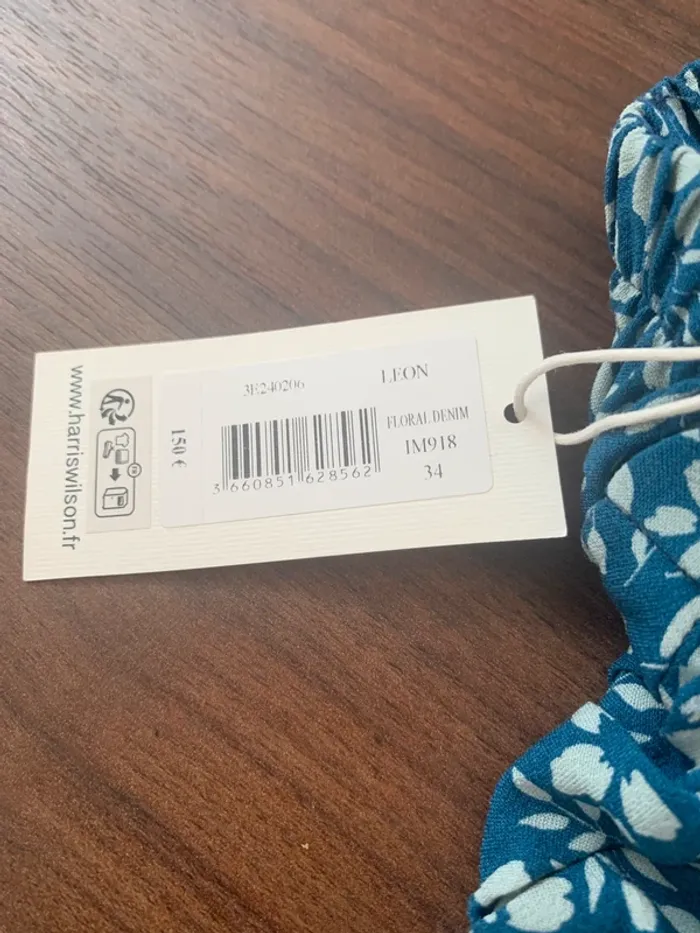 www.harriswilson.fr
150 €
3E240206
LEON
FLORAL DENIM
IM918
34
3 660851 628562